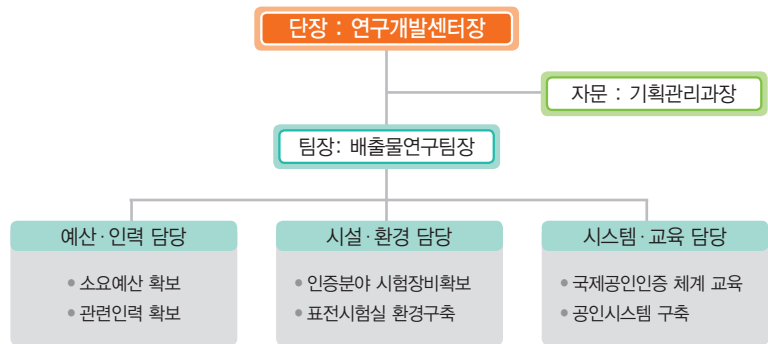 단장 : 연구개발센터장
자문 : 기획관리과장
팀장: 배출물연구팀장
예산·인력 담당
• 소요예산 확보
• 관련인력 확보
시설·환경 담당
• 인증분야 시험장비확보
• 표전시험실 환경구축
시스템·교육 담당
• 국제공인인증 체계 교육
• 공인시스템 구축